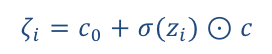 ζᵢ = c₀ + σ(zᵢ) ⊙ c